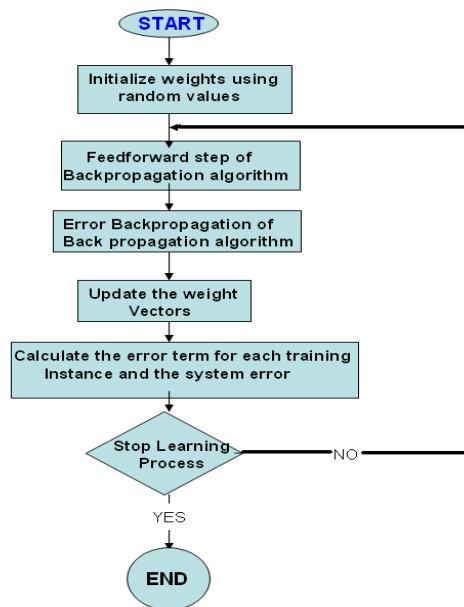 START
Initialize weights using
random values
Feedforward step of
Backpropagation algorithm
Error Backpropagation of
Back propagation algorithm
Update the weight
Vectors
Calculate the error term for each training
Instance and the system error
Stop Learning
Process
NO
YES
END